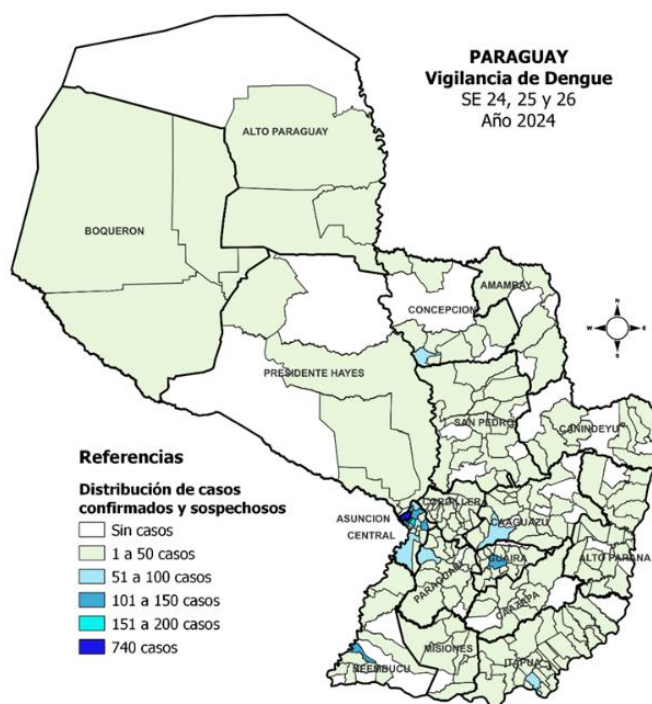 PARAGUAY
Vigilancia de Dengue
SE 24, 25 y 26
Año 2024
ALTO PARAGUAY
BOQUERON
AMAMBAY
CONCEPCION
N
W E
S
PRESIDENTE HAYES
SAN PEDRO
CANINDEYU
Referencias
Distribución de casos
confirmados y sospechosos
Sin casos
1 a 50 casos
51 a 100 casos
101 a 150 casos
151 a 200 casos
740 casos
CORDILLERA
ASUNCION
CENTRAL
CAAGUAZU
GUAIRA
ALTO PARANA
PARAGUARI
CAAZAPA
MISIONES
ITAPUA
ÑEEMBUCU